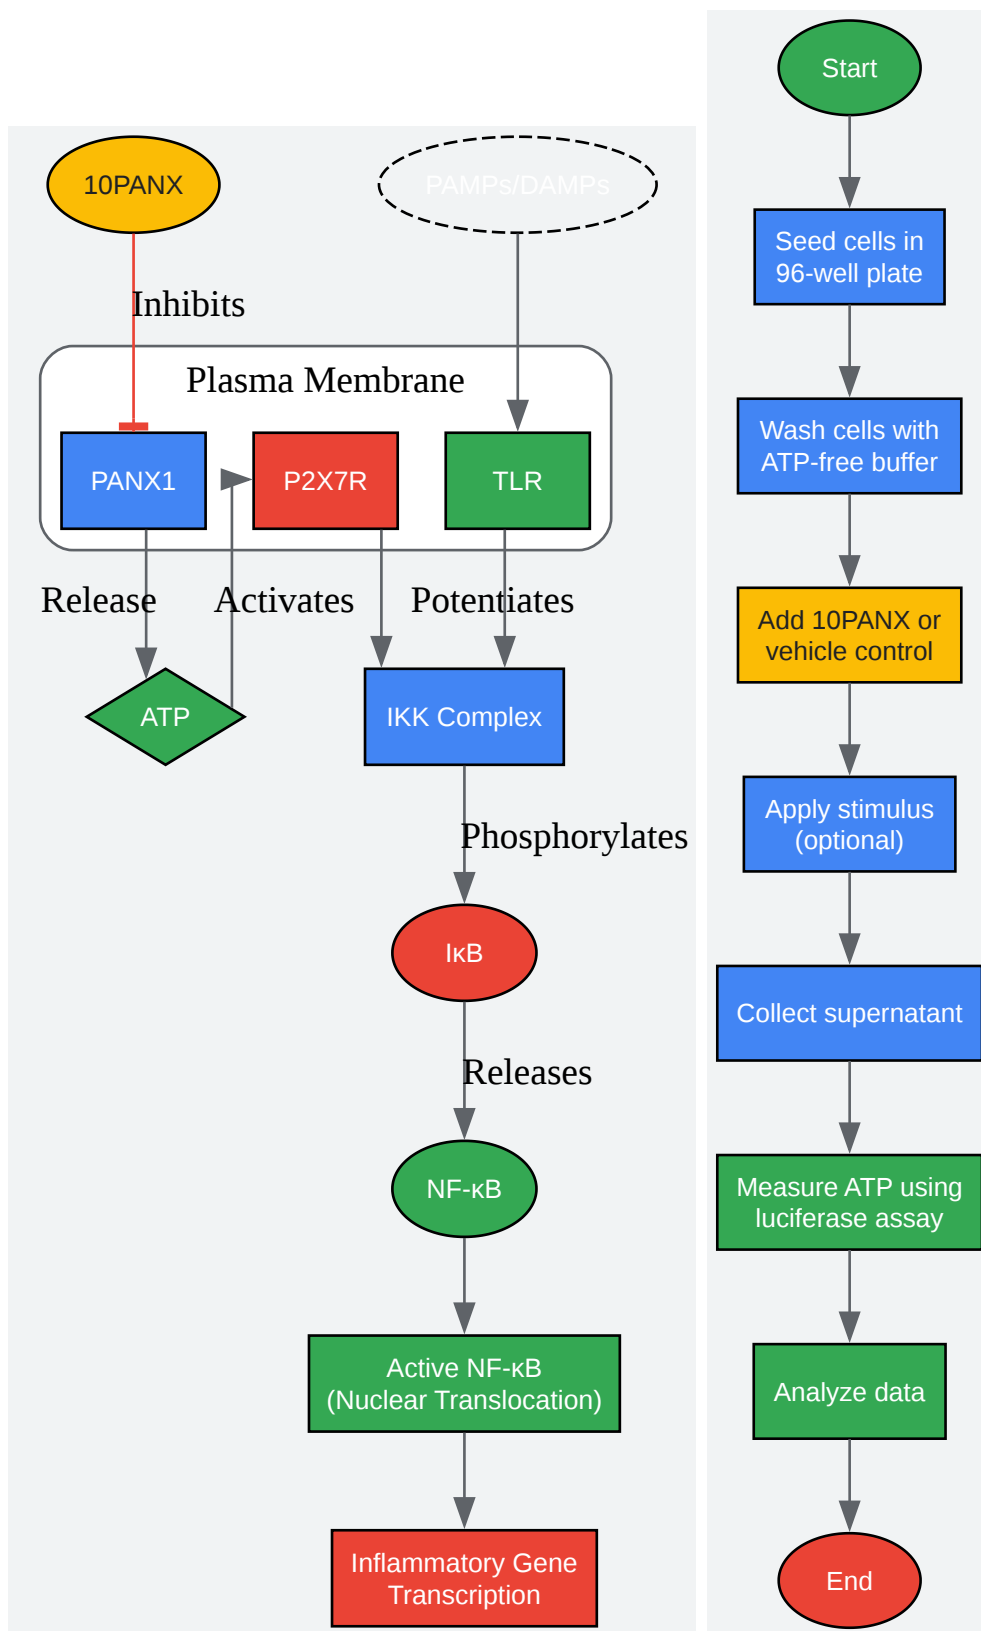 10PANX
PAMPs/DAMPs
Inhibits
Plasma Membrane
PANX1
P2X7R
TLR
Release
Activates
Potentiates
ATP
IKK Complex
Phosphorylates
IκB
Releases
NF-κB
Active NF-κB
(Nuclear Translocation)
Inflammatory Gene
Transcription
Start
Seed cells in
96-well plate
Wash cells with
ATP-free buffer
Add 10PANX or
vehicle control
Apply stimulus
(optional)
Collect supernatant
Measure ATP using
luciferase assay
Analyze data
End